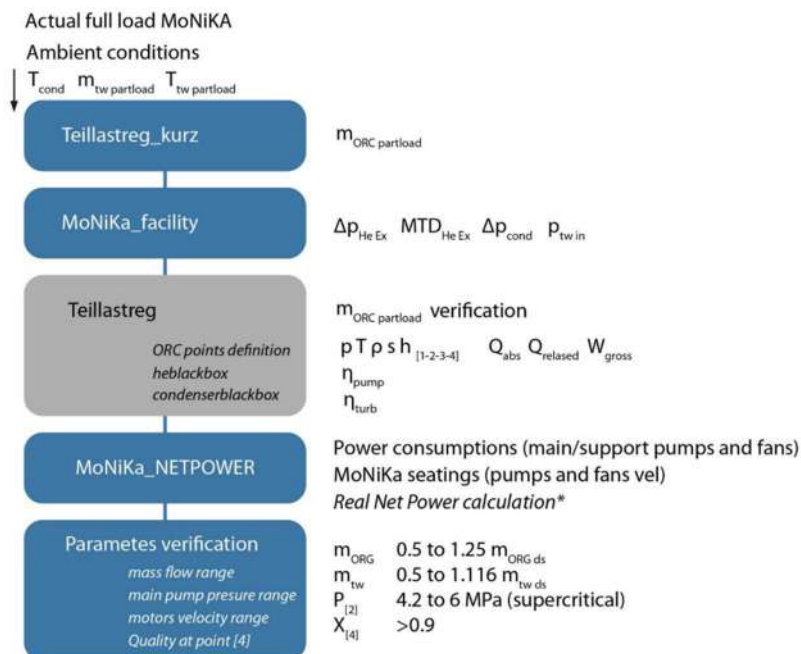 Actual full load MoNiKA
Ambient conditions
T_cond m_tw partload T_tw partload
Teillastreg_kurz
m_ORC partload
MoNiKa_facility
Δp_He Ex MTD_He Ex Δp_cond p_tw in
Teillastreg
ORC points definition
heblackbox
condenserblackbox
m_ORC partload verification
p T ρ s h [1-2-3-4] Q_abs Q_relased W_gross
η_pump
η_turb
MoNiKa_NETPOWER
Power consumptions (main/support pumps and fans)
MoNiKa seatings (pumps and fans vel)
Real Net Power calculation*
Parametes verification
mass flow range
main pump presure range
motors velocity range
Quality at point [4]
m_ORG 0.5 to 1.25 m_ORG ds
m_tw 0.5 to 1.116 m_tw ds
P_[2] 4.2 to 6 MPa (supercritical)
X_[4] >0.9